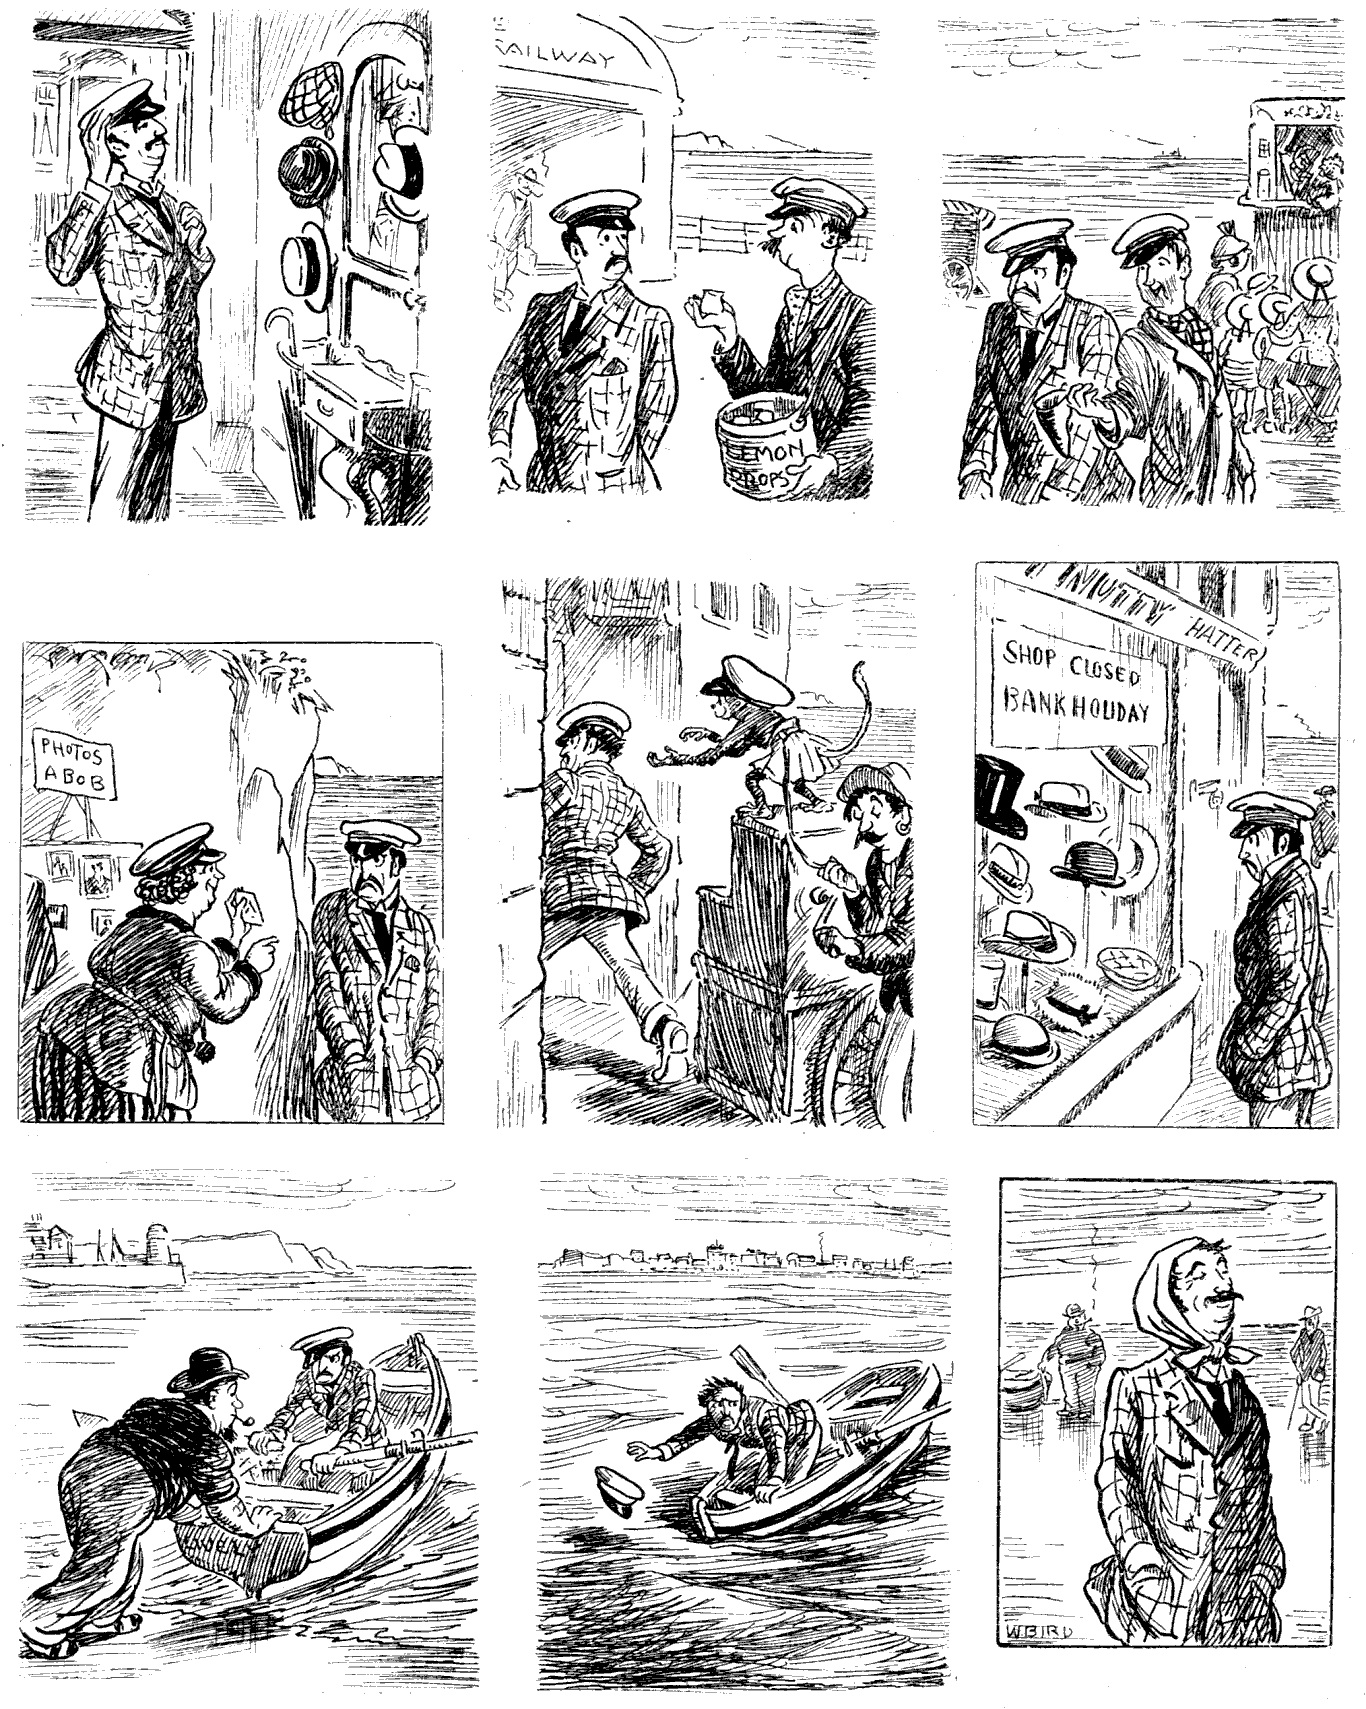 RAILWAY
LEMON
DROPS
NUTTY HATTER
SHOP CLOSED
BANK HOLIDAY
PHOTOS
A BOB
W.BIRD